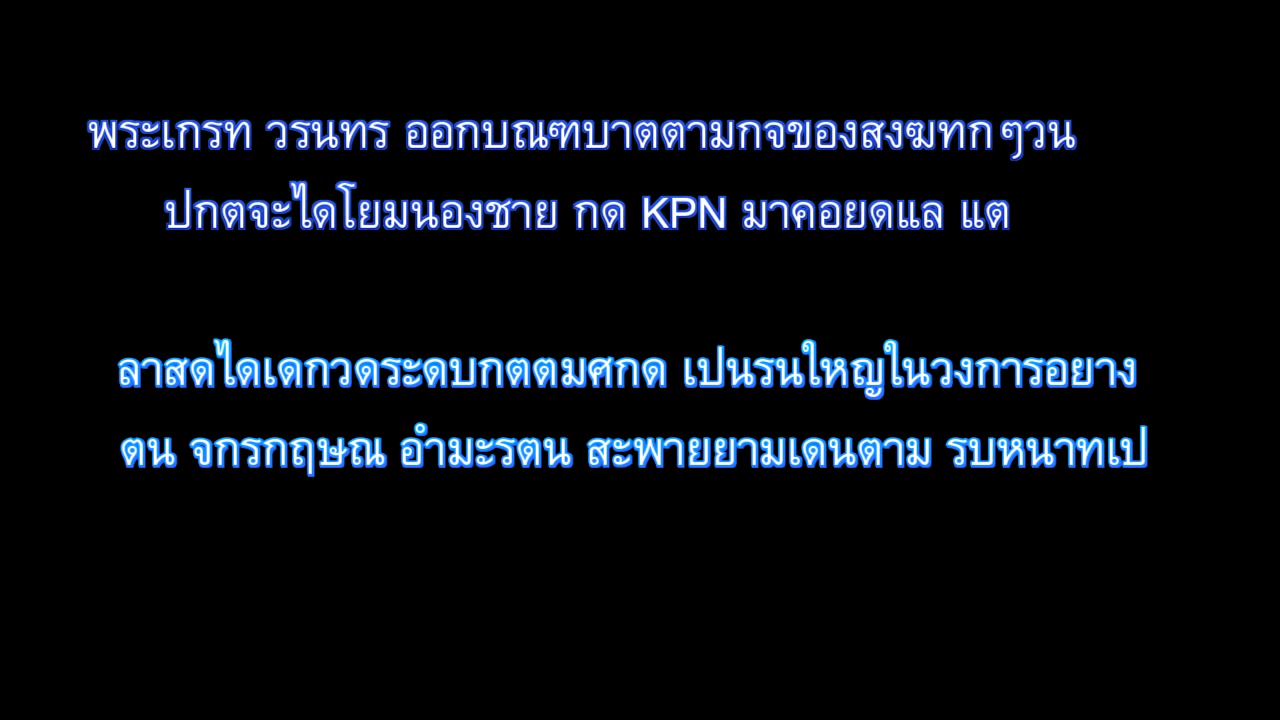 พระเกรท วรนทร ออกบณฑบาตตามกจของสงฆทกๆวน
ปกตจะไดโยมนองชาย กด KPN มาคอยดแล แต
ลาสดไดเดกวดระดบกตตมศกด เปนรนใหญในวงการอยาง
ตน จกรกฤษณ อำมะรตน สะพายยามเดนตาม รบหนาทเป